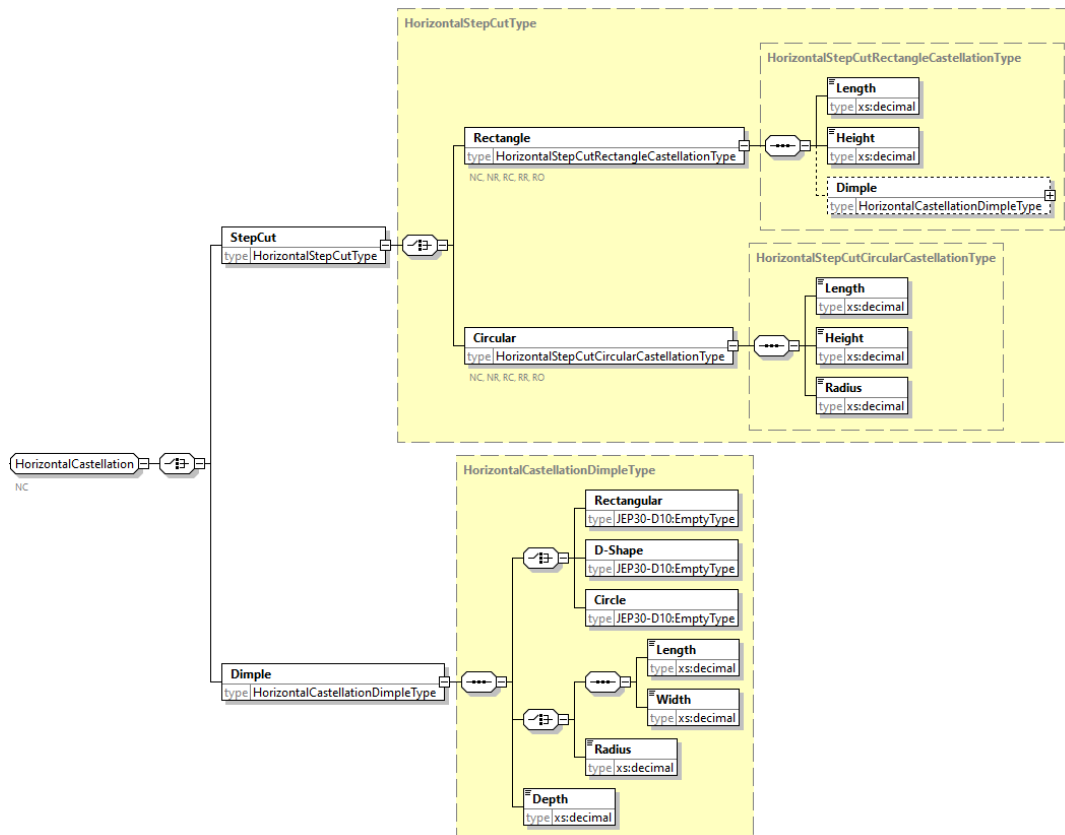 HorizontalStepCutType
HorizontalStepCutRectangleCastellationType
Length
type xs:decimal
Height
type xs:decimal
Dimple
type HorizontalCastellationDimpleType
Rectangle
type HorizontalStepCutRectangleCastellationType
NC, NR, RC, RR, RO
StepCut
type HorizontalStepCutType
HorizontalStepCutCircularCastellationType
Length
type xs:decimal
Height
type xs:decimal
Radius
type xs:decimal
Circular
type HorizontalStepCutCircularCastellationType
NC, NR, RC, RR, RO
HorizontalCastellation
NC
HorizontalCastellationDimpleType
Rectangular
type JEP30-D10:EmptyType
D-Shape
type JEP30-D10:EmptyType
Circle
type JEP30-D10:EmptyType
Dimple
type HorizontalCastellationDimpleType
Length
type xs:decimal
Width
type xs:decimal
Radius
type xs:decimal
Depth
type xs:decimal